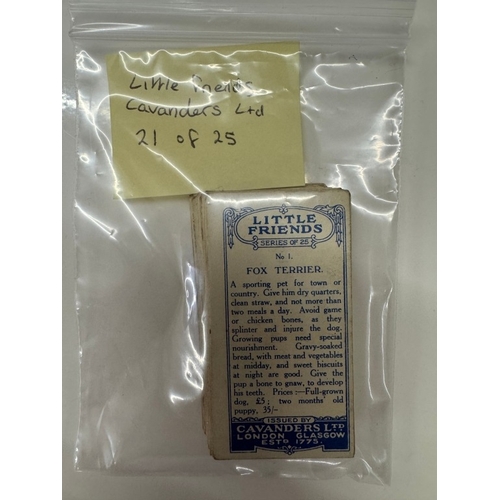 Little Friends
Cavanders Ltd
21 of 25
LITTLE
FRIENDS
SERIES OF 25
No 1.
FOX TERRIER.
A sporting pet for town or
country. Give him dry quarters,
clean straw, and not more than
two meals a day. Avoid game
or chicken bones, as they
splinter and injure the dog.
Growing pups need special
nourishment. Gravy-soaked
bread, with meat and vegetables
at midday, and sweet biscuits
at night are good. Give the
pup a bone to gnaw, to develop
his teeth. Prices :—Full-grown
dog, £5; two months' old
puppy, 35/-
ISSUED BY
CAVANDERS LTD
LONDON GLASGOW
ESTD 1775.